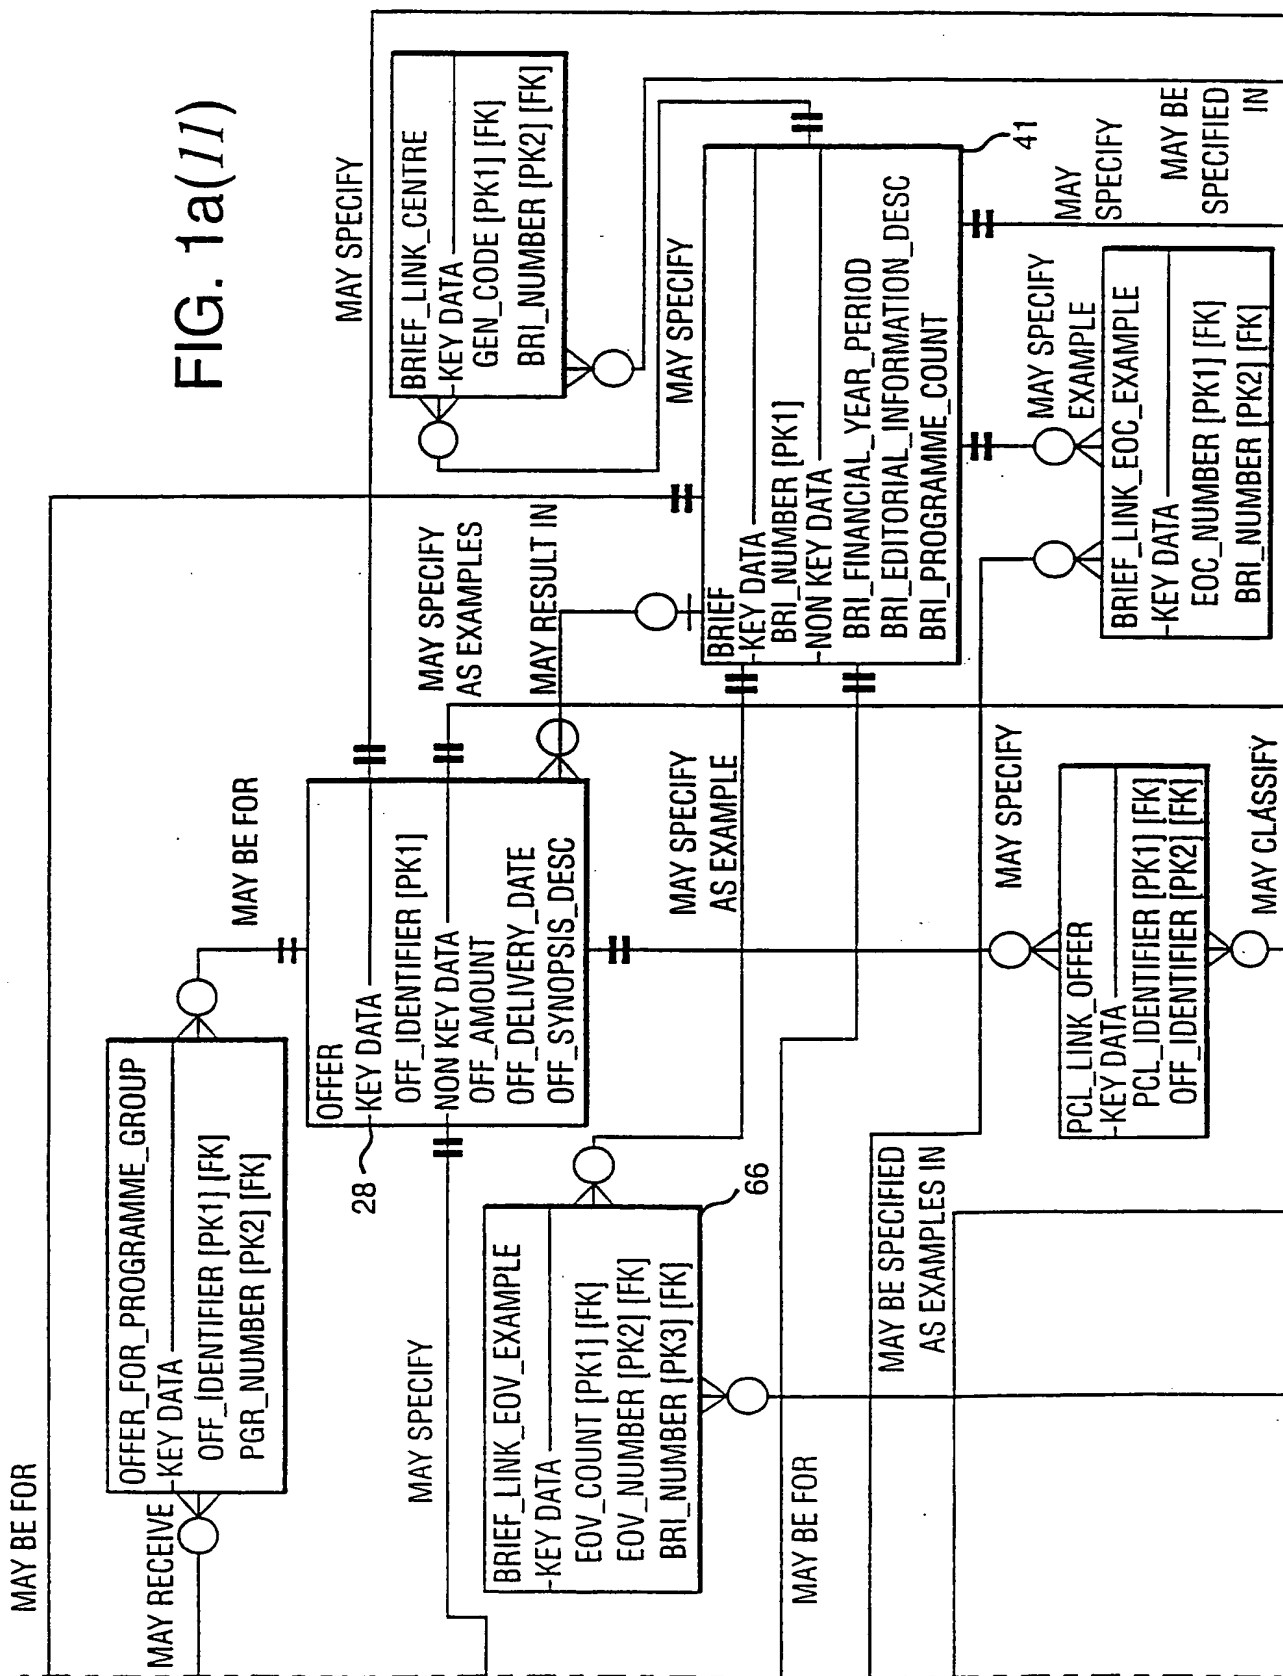 FIG. 1a(11)
MAY BE FOR
MAY RECEIVE
OFFER_FOR_PROGRAMME_GROUP
KEY DATA
OFF_IDENTIFIER [PK1] [FK]
PGR_NUMBER [PK2] [FK]
MAY BE FOR
MAY SPECIFY
28
OFFER
KEY DATA
OFF_IDENTIFIER [PK1]
NON KEY DATA
OFF_AMOUNT
OFF_DELIVERY_DATE
OFF_SYNOPSIS_DESC
MAY SPECIFY
AS EXAMPLES
MAY RESULT IN
BRIEF_LINK_CENTRE
KEY DATA
GEN_CODE [PK1] [FK]
BRI_NUMBER [PK2] [FK]
MAY SPECIFY
MAY SPECIFY
BRIEF_LINK_EOV_EXAMPLE
KEY DATA
EOV_COUNT [PK1] [FK]
EOV_NUMBER [PK2] [FK]
BRI_NUMBER [PK3] [FK]
66
MAY SPECIFY
AS EXAMPLE
BRIEF
KEY DATA
BRI_NUMBER [PK1]
NON KEY DATA
BRI_FINANCIAL_YEAR_PERIOD
BRI_EDITORIAL_INFORMATION_DESC
BRI_PROGRAMME_COUNT
41
MAY BE FOR
MAY BE SPECIFIED
AS EXAMPLES IN
MAY SPECIFY
MAY SPECIFY
EXAMPLE
MAY
SPECIFY
MAY BE
SPECIFIED
IN
PCL_LINK_OFFER
KEY DATA
PCL_IDENTIFIER [PK1] [FK]
OFF_IDENTIFIER [PK2] [FK]
MAY CLASSIFY
BRIEF_LINK_EOC_EXAMPLE
KEY DATA
EOC_NUMBER [PK1] [FK]
BRI_NUMBER [PK2] [FK]